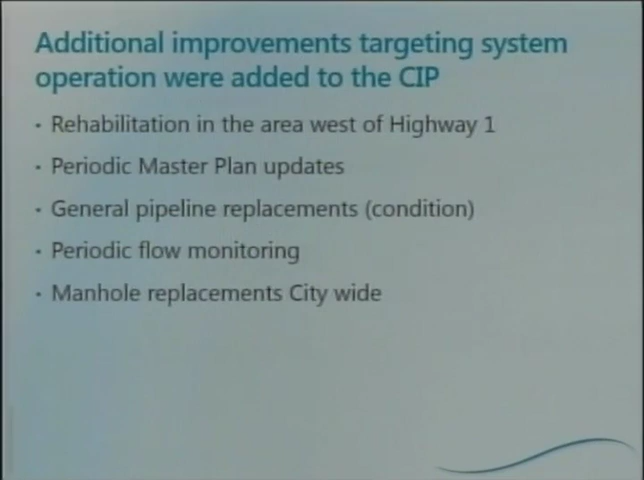 Additional improvements targeting system
operation were added to the CIP
· Rehabilitation in the area west of Highway 1
· Periodic Master Plan updates
· General pipeline replacements (condition)
· Periodic flow monitoring
· Manhole replacements City wide